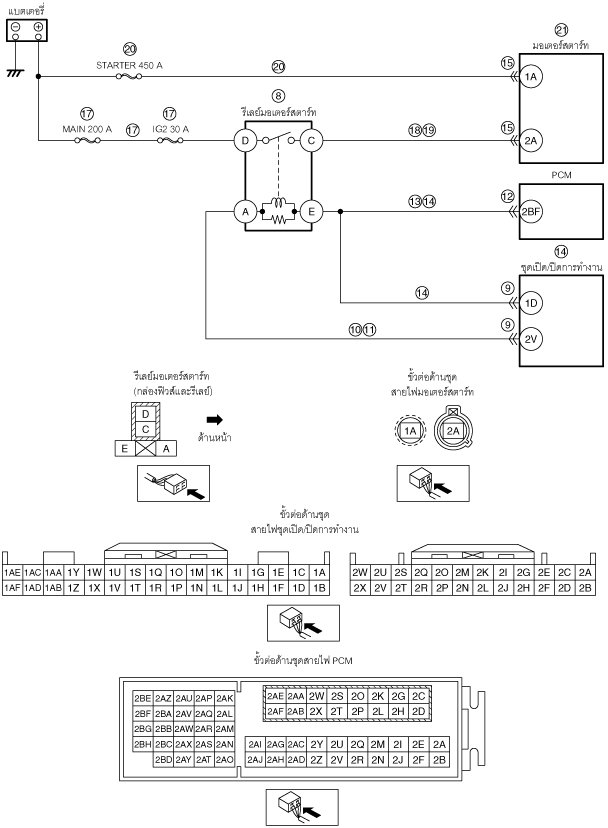 แบตเตอรี่
− +
20
STARTER 450 A
20
17
MAIN 200 A
17
17
IG2 30 A
8
รีเลย์มอเตอร์สตาร์ท
D C
A E
18 19
13 14
14
10 11
21
มอเตอร์สตาร์ท
15
1A
15
2A
PCM
12
2BF
14
ชุดเปิด/ปิดการทำงาน
9
1D
9
2V
รีเลย์มอเตอร์สตาร์ท
(กล่องฟิวส์และรีเลย์)
D
C
E A
ด้านหน้า
ขั้วต่อด้านชุด
สายไฟมอเตอร์สตาร์ท
1A 2A
ขั้วต่อด้านชุด
สายไฟชุดเปิด/ปิดการทำงาน
1AE 1AC 1AA 1Y 1W 1U 1S 1Q 1O 1M 1K 1I 1G 1E 1C 1A
1AF 1AD 1AB 1Z 1X 1V 1T 1R 1P 1N 1L 1J 1H 1F 1D 1B
2W 2U 2S 2Q 2O 2M 2K 2I 2G 2E 2C 2A
2X 2V 2T 2R 2P 2N 2L 2J 2H 2F 2D 2B
ขั้วต่อด้านชุดสายไฟ PCM
2BE 2AZ 2AU 2AP 2AK
2BF 2BA 2AV 2AQ 2AL
2BG 2BB 2AW 2AR 2AM
2BH 2BC 2AX 2AS 2AN
2BD 2AY 2AT 2AO
2AE 2AA 2W 2S 2O 2K 2G 2C
2AF 2AB 2X 2T 2P 2L 2H 2D
2AI 2AG 2AC 2Y 2U 2Q 2M 2I 2E 2A
2AJ 2AH 2AD 2Z 2V 2R 2N 2J 2F 2B